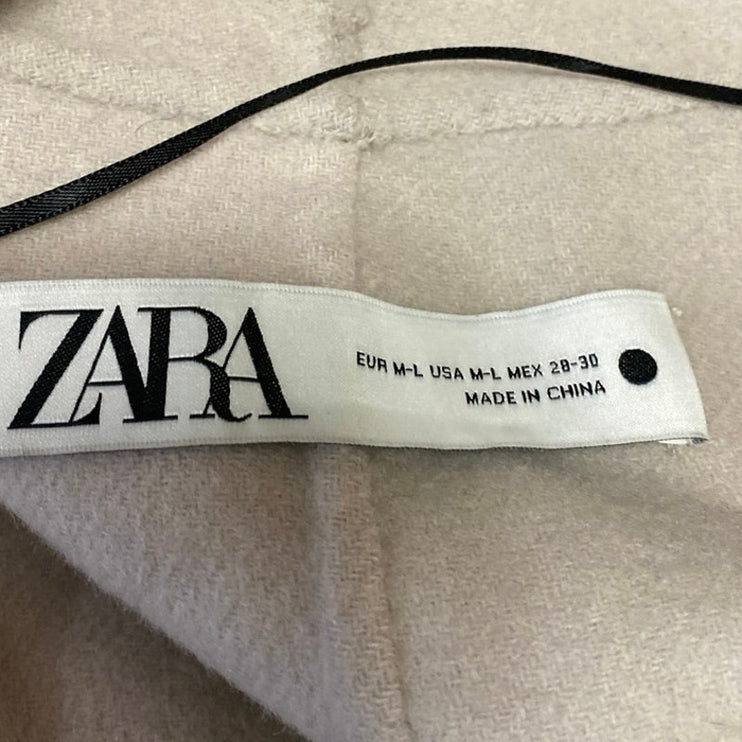 ZARA
EUR M-L USA M-L MEX 28-30
MADE IN CHINA